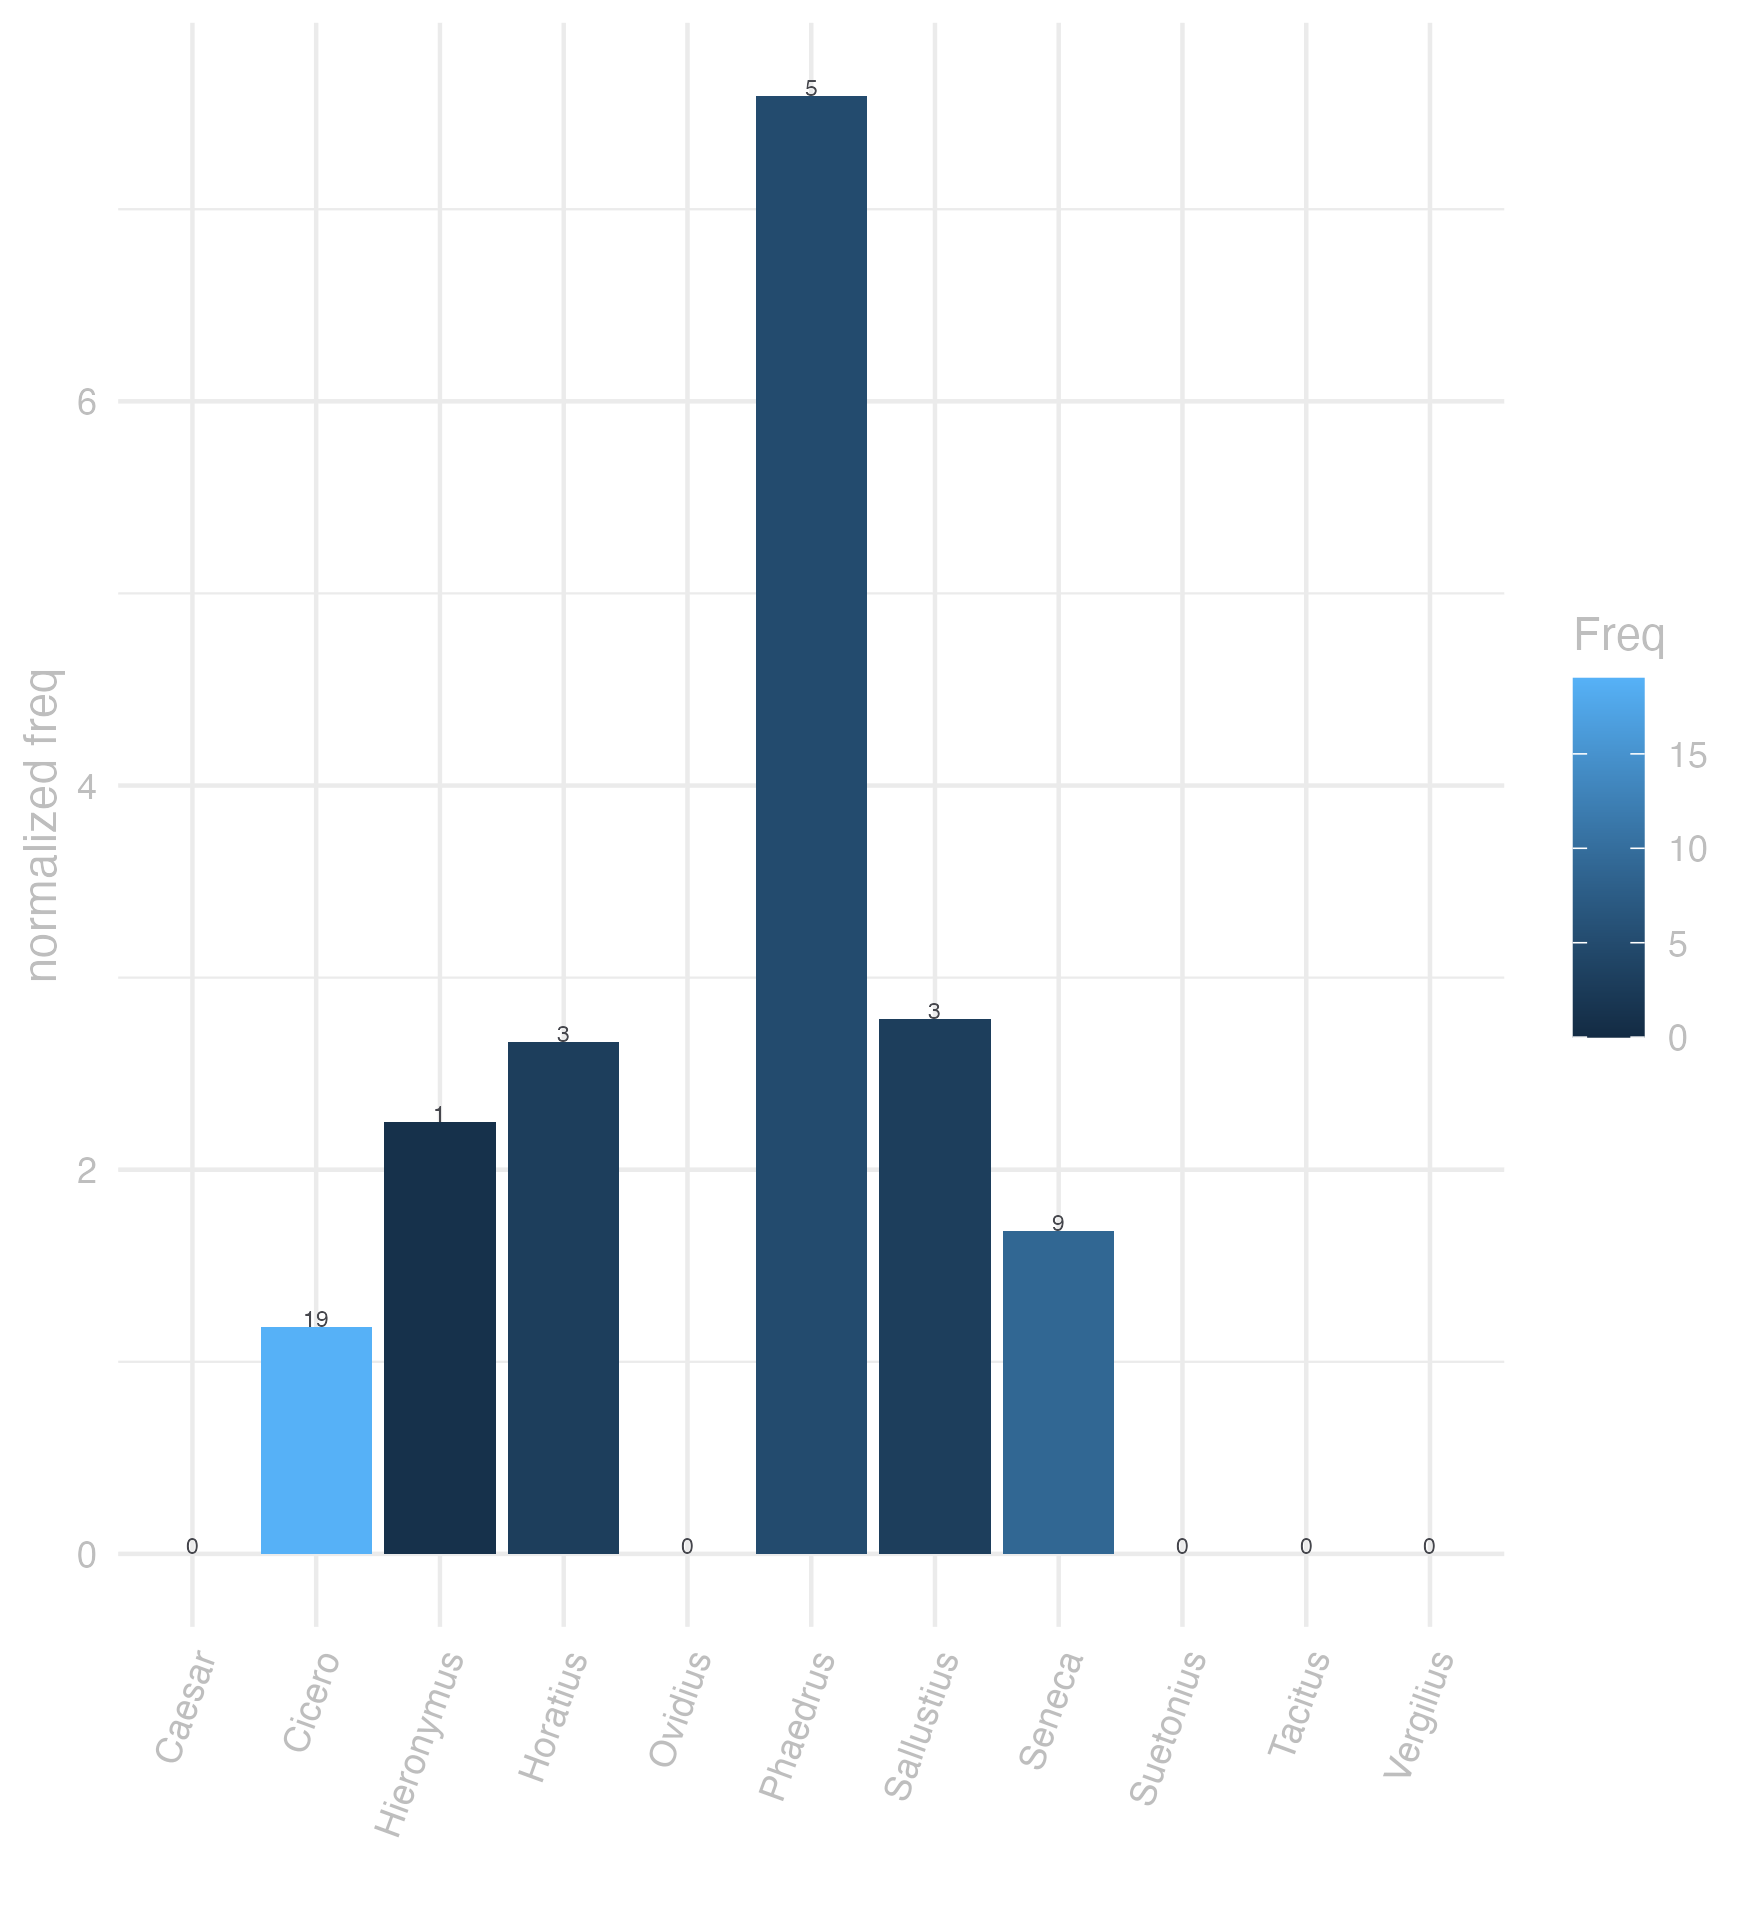 5
3
3
1
9
19
0
0
0
0
0
6
4
2
0
normalized freq
Caesar
Cicero
Hieronymus
Horatius
Ovidius
Phaedrus
Sallustius
Seneca
Suetonius
Tacitus
Vergilius
Freq
15
10
5
0